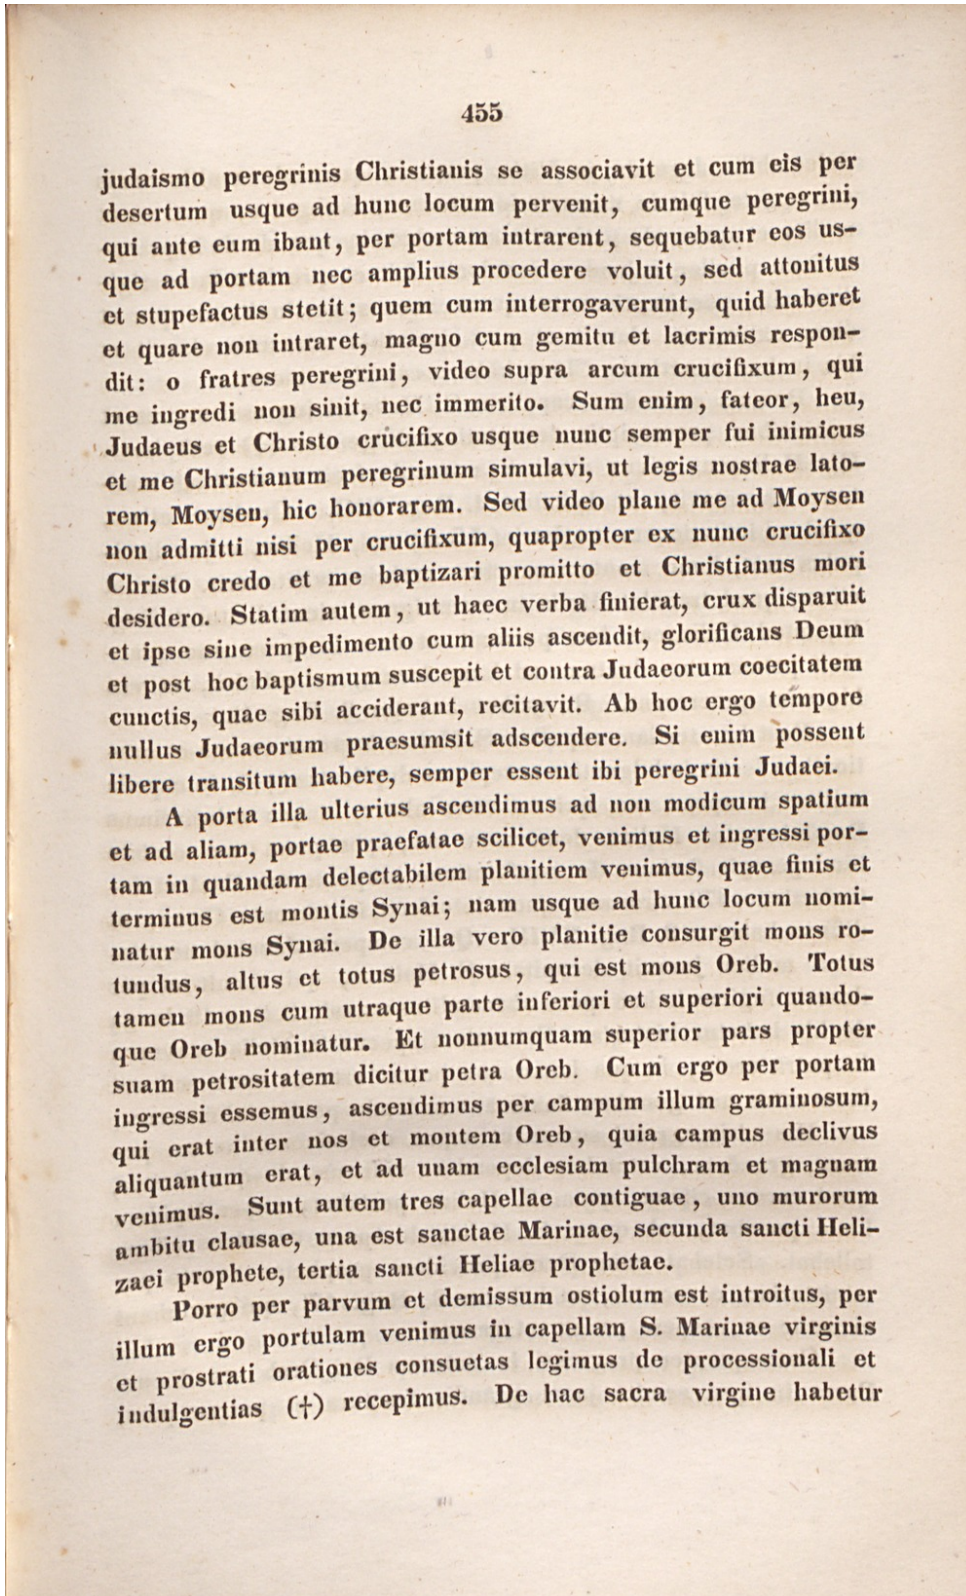 455
judaismo peregrinis Christianis se associavit et cum eis per
desertum usque ad hunc locum pervenit, cumque peregrini,
qui ante eum ibant, per portam intrarent, sequebatur eos us-
que ad portam nec amplius procedere voluit, sed attonitus
et stupefactus stetit; quem cum interrogaverunt, quid haberet
et quare non intraret, magno cum gemitu et lacrimis respon-
dit: o fratres peregrini, video supra arcum crucifixum, qui
me ingredi non sinit, nec immerito. Sum enim, fateor, heu,
Judaeus et Christo crucifixo usque nunc semper fui inimicus
et me Christianum peregrinum simulavi, ut legis nostrae lato-
rem, Moysen, hic honorarem. Sed video plane me ad Moysen
non admitti nisi per crucifixum, quapropter ex nunc crucifixo
Christo credo et me baptizari promitto et Christianus mori
desidero. Statim autem, ut haec verba finierat, crux disparuit
et ipse sine impedimento cum aliis ascendit, glorificans Deum
et post hoc baptismum suscepit et contra Judaeorum coecitatem
cunctis, quae sibi acciderant, recitavit. Ab hoc ergo tempore
nullus Judaeorum praesumsit adscendere. Si enim possent
libere transitum habere, semper essent ibi peregrini Judaei.
A porta illa ulterius ascendimus ad non modicum spatium
et ad aliam, portae praefatae scilicet, venimus et ingressi por-
tam in quandam delectabilem planitiem venimus, quae finis et
terminus est montis Synai; nam usque ad hunc locum nomi-
natur mons Synai. De illa vero planitie consurgit mons ro-
tundus, altus et totus petrosus, qui est mons Oreb. Totus
tamen mons cum utraque parte inferiori et superiori quando-
que Oreb nominatur. Et nonnumquam superior pars propter
suam petrositatem dicitur petra Oreb. Cum ergo per portam
ingressi essemus, ascendimus per campum illum graminosum,
qui erat inter nos et montem Oreb, quia campus declivus
aliquantum erat, et ad unam ecclesiam pulchram et magnam
venimus. Sunt autem tres capellae contiguae, uno murorum
ambitu clausae, una est sanctae Marinae, secunda sancti Heli-
zaei prophete, tertia sancti Heliae prophetae.
Porro per parvum et demissum ostiolum est introitus, per
illum ergo portulam venimus in capellam S. Marinae virginis
et prostrati orationes consuetas legimus de processionali et
indulgentias (†) recepimus. De hac sacra virgine habetur